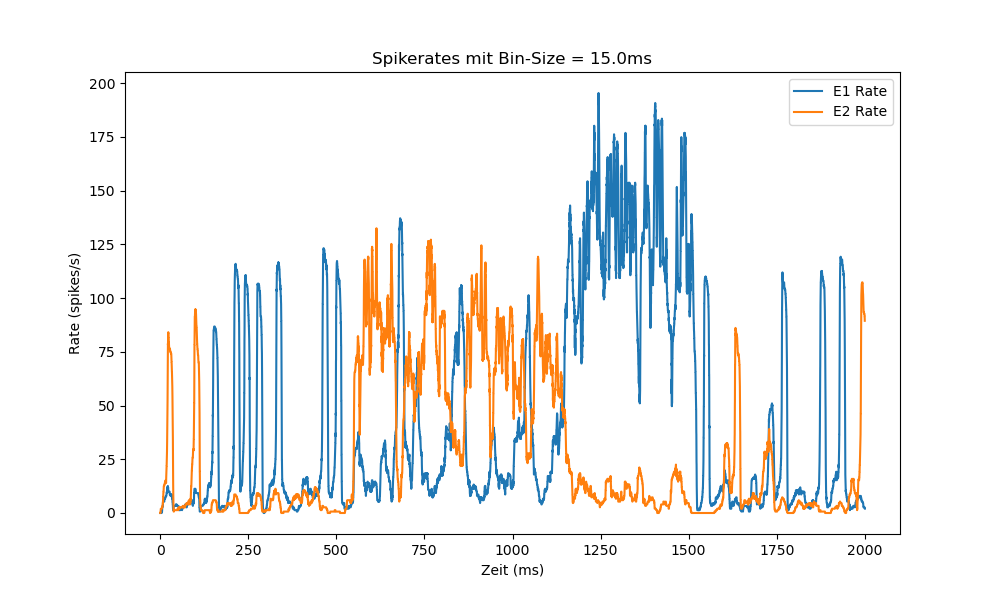 Spikerates mit Bin-Size = 15.0ms
200
175
150
125
100
75
50
25
0
Rate (spikes/s)
E1 Rate
E2 Rate
0 250 500 750 1000 1250 1500 1750 2000
Zeit (ms)